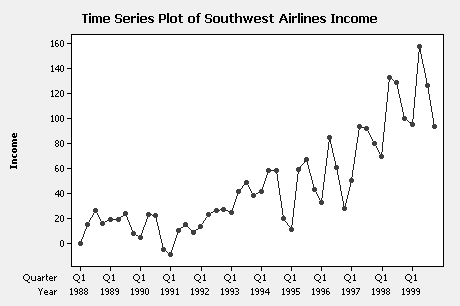 Time Series Plot of Southwest Airlines Income
160
140
120
100
80
60
40
20
0
Income
Quarter Q1 Q1 Q1 Q1 Q1 Q1 Q1 Q1 Q1 Q1 Q1 Q1
Year 1988 1989 1990 1991 1992 1993 1994 1995 1996 1997 1998 1999